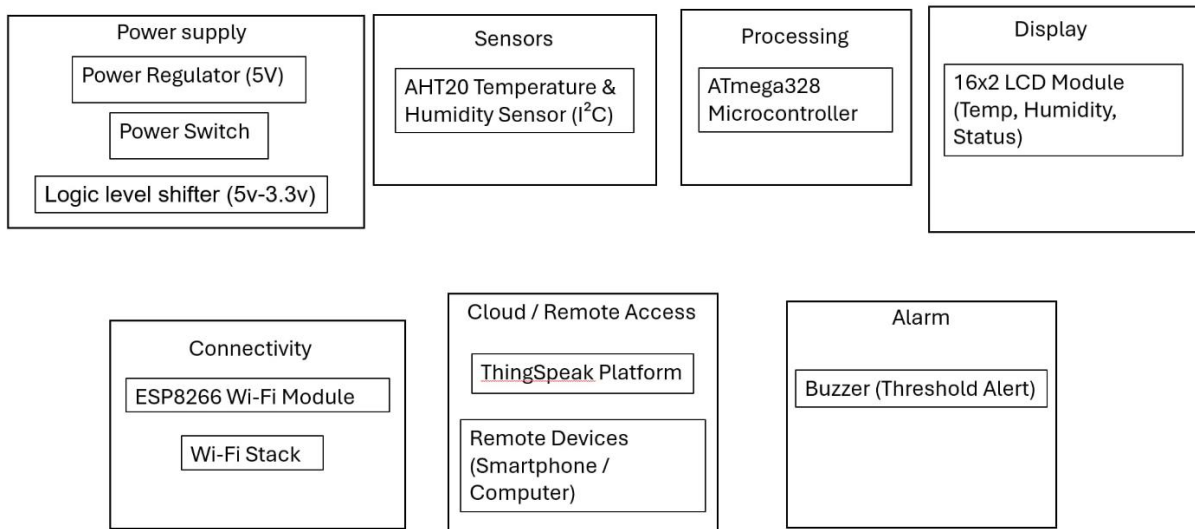 Power supply
Power Regulator (5V)
Power Switch
Logic level shifter (5v-3.3v)
Sensors
AHT20 Temperature &
Humidity Sensor (I²C)
Processing
ATmega328
Microcontroller
Display
16x2 LCD Module
(Temp, Humidity,
Status)
Connectivity
ESP8266 Wi-Fi Module
Wi-Fi Stack
Cloud / Remote Access
ThingSpeak Platform
Remote Devices
(Smartphone /
Computer)
Alarm
Buzzer (Threshold Alert)